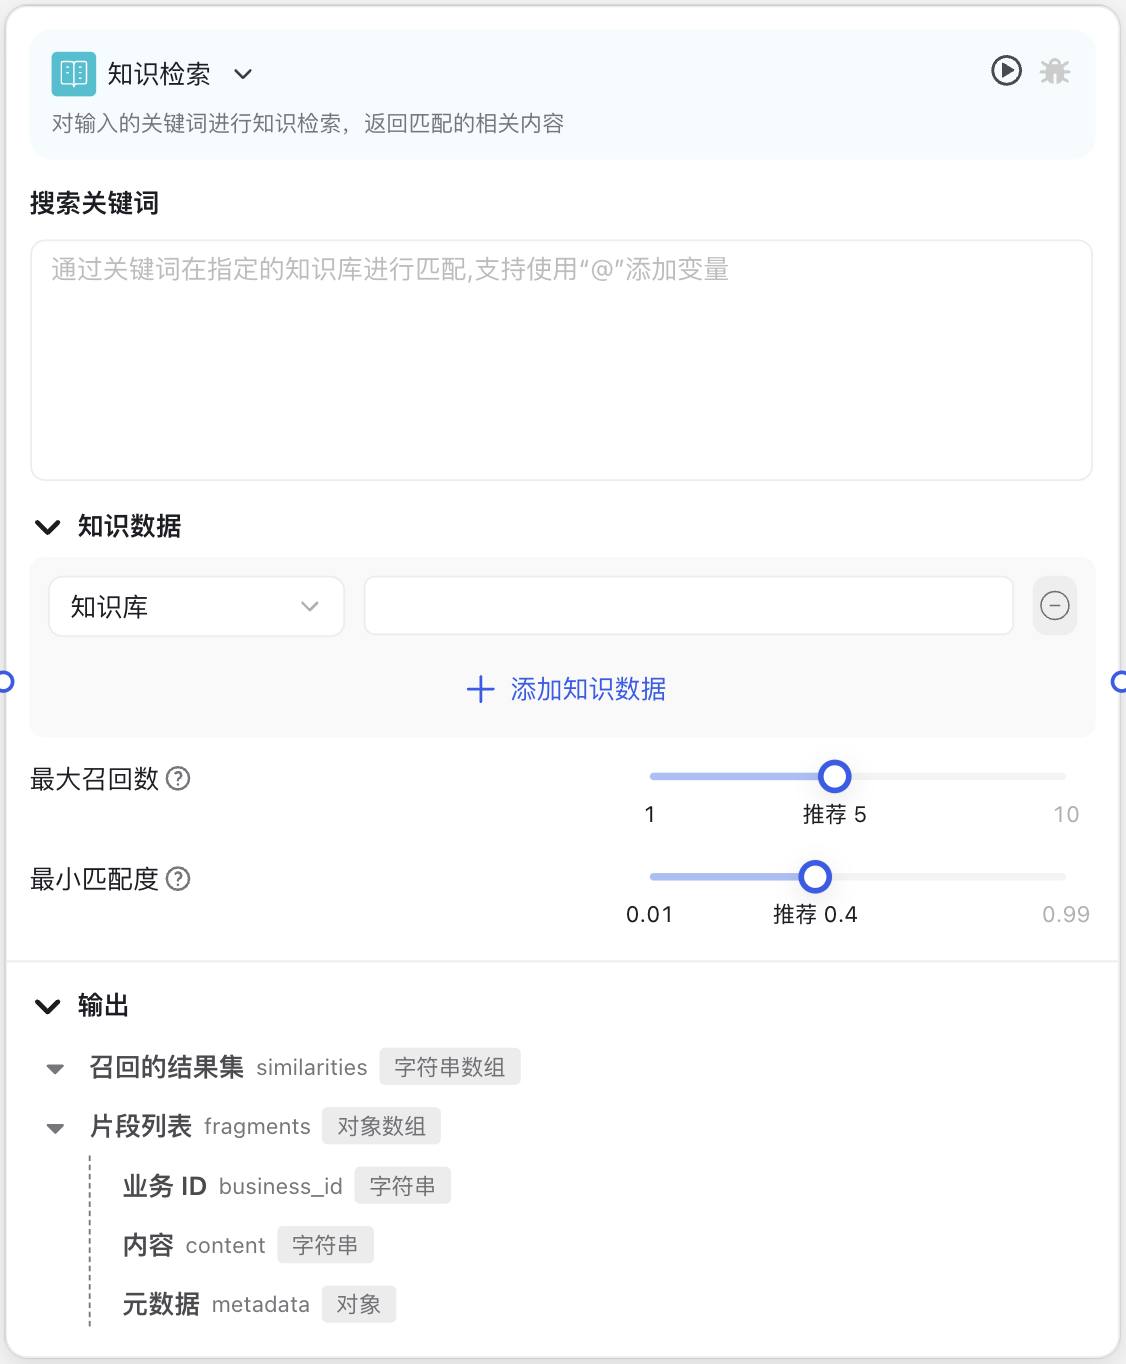 知识检索
对输入的关键词进行知识检索，返回匹配的相关内容
搜索关键词
通过关键词在指定的知识库进行匹配,支持使用“@”添加变量
知识数据
知识库
添加知识数据
最大召回数
1 推荐 5 10
最小匹配度
0.01 推荐 0.4 0.99
输出
召回的结果集 similarities 字符串数组
片段列表 fragments 对象数组
业务 ID business_id 字符串
内容 content 字符串
元数据 metadata 对象